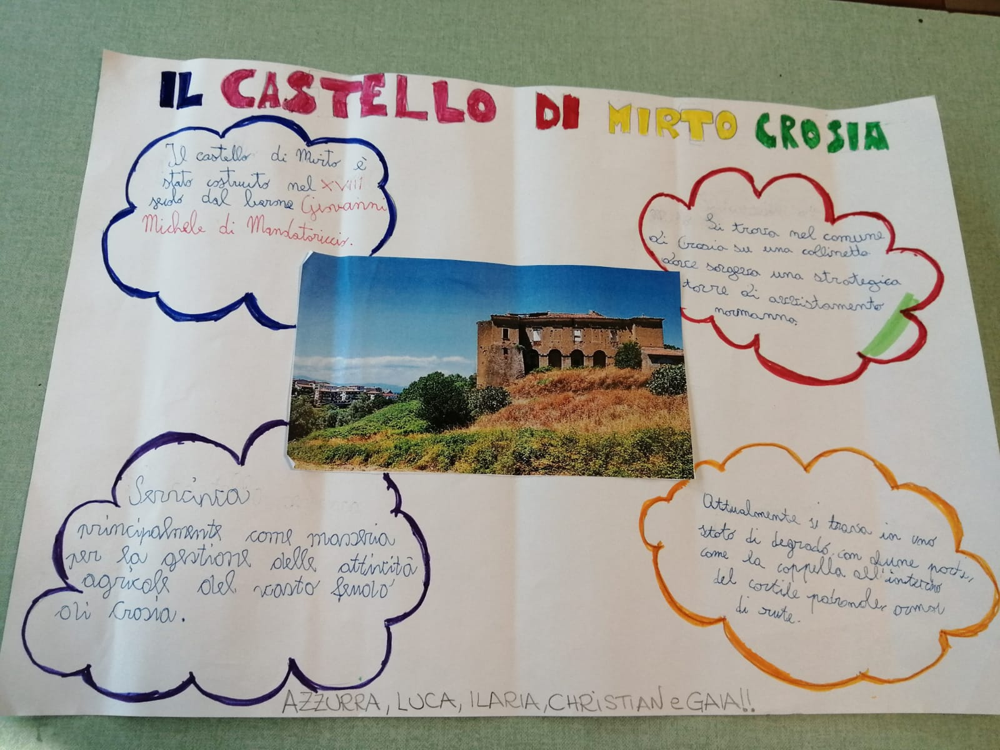 IL CASTELLO DI MIRTO CROSIA
Il castello di Mirto è
stato costruito nel XVIII
secolo dal barone Giovanni
Michele di Mandatoriccio.
Si trova nel comune
di Crosia su una collinetta
dove sorgeva una strategica
torre di avvistamento
normanno.
Serviva
principalmente come masseria
per la gestione delle attività
agricole del vasto feudo
di Crosia.
Attualmente si trova in uno
stato di degrado, con alcune parti,
come la cappella all'interno
del cortile padronale, ormai
di rute.
AZZURRA, LUCA, ILARIA, CHRISTIAN e GAIA!!